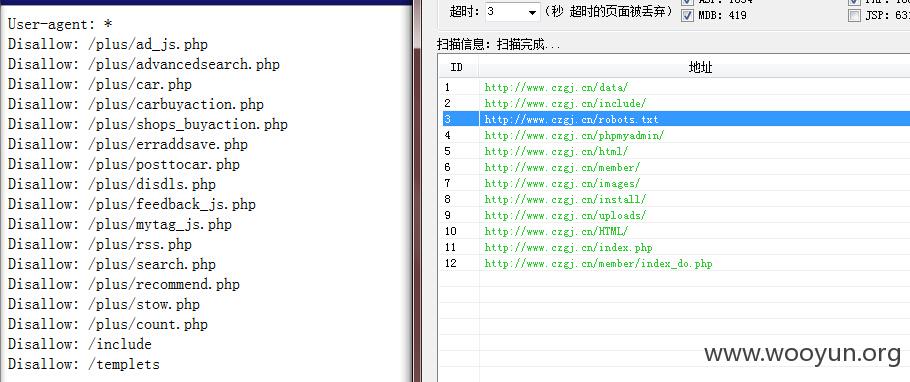 User-agent: *
Disallow: /plus/ad_js.php
Disallow: /plus/advancedsearch.php
Disallow: /plus/car.php
Disallow: /plus/carbuyaction.php
Disallow: /plus/shops_buyaction.php
Disallow: /plus/erraddsave.php
Disallow: /plus/posttocar.php
Disallow: /plus/disdls.php
Disallow: /plus/feedback_js.php
Disallow: /plus/mytag_js.php
Disallow: /plus/rss.php
Disallow: /plus/search.php
Disallow: /plus/recommend.php
Disallow: /plus/stow.php
Disallow: /plus/count.php
Disallow: /include
Disallow: /templets
超时: 3 (秒 超时的页面被丢弃) MDB: 419 JSP: 631
扫描信息: 扫描完成...
ID 地址
1 http://www.czgj.cn/data/
2 http://www.czgj.cn/include/
3 http://www.czgj.cn/robots.txt
4 http://www.czgj.cn/phpmyadmin/
5 http://www.czgj.cn/html/
6 http://www.czgj.cn/member/
7 http://www.czgj.cn/images/
8 http://www.czgj.cn/install/
9 http://www.czgj.cn/uploads/
10 http://www.czgj.cn/HTML/
11 http://www.czgj.cn/index.php
12 http://www.czgj.cn/member/index_do.php
www.wooyun.org